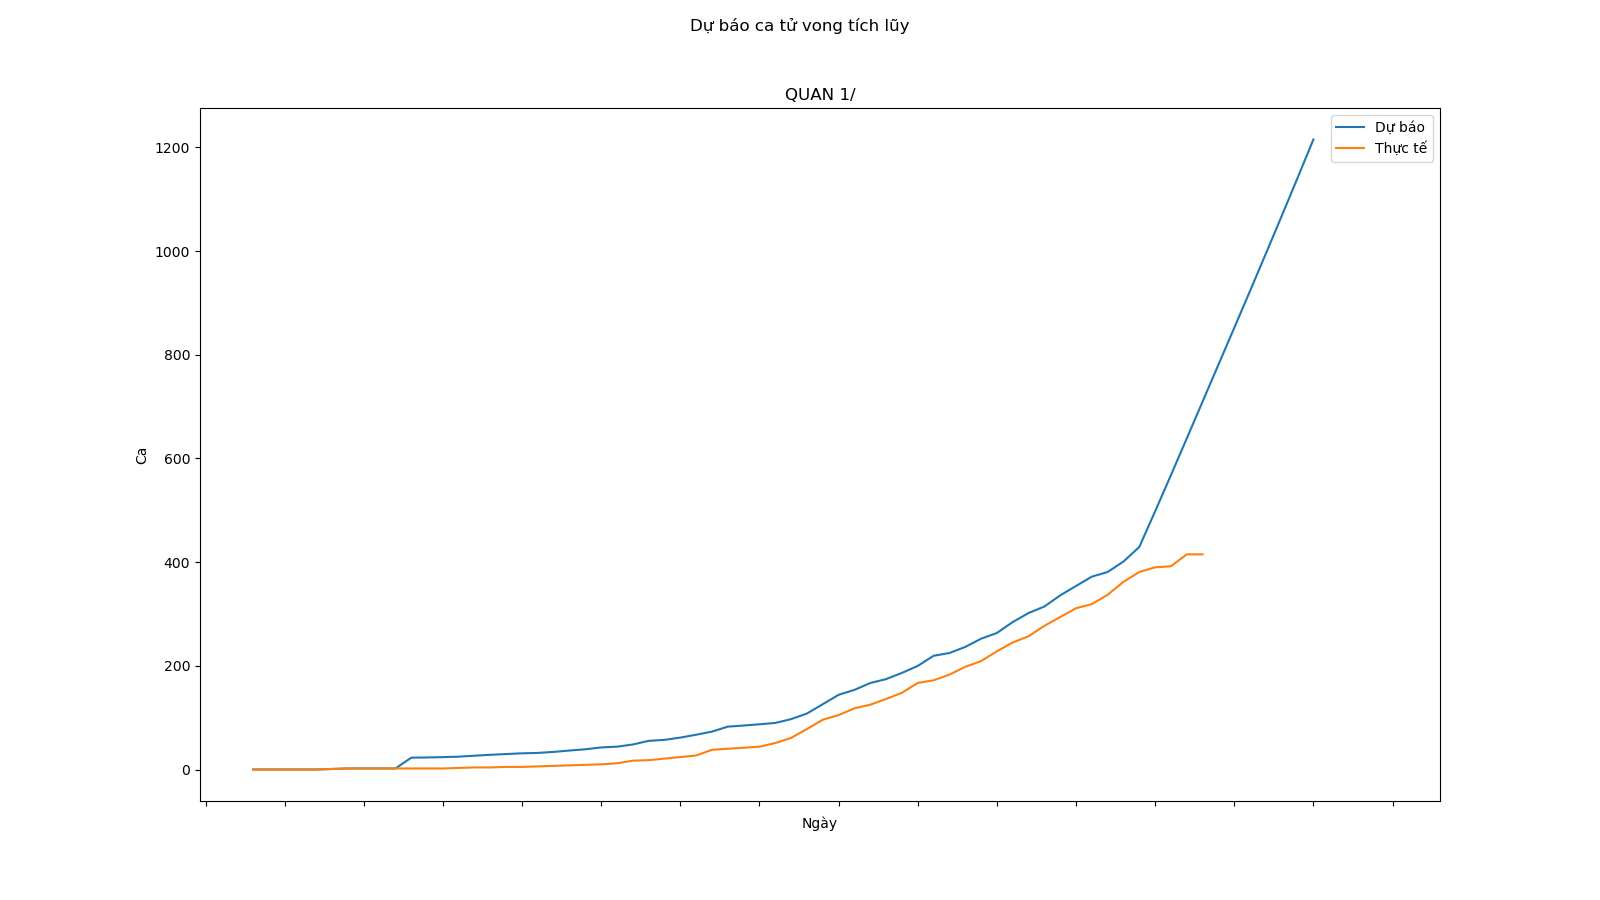 Dự báo ca tử vong tích lũy
QUAN 1/
Dự báo
Thực tế
1200
1000
800
600
400
200
0
Ca
Ngày